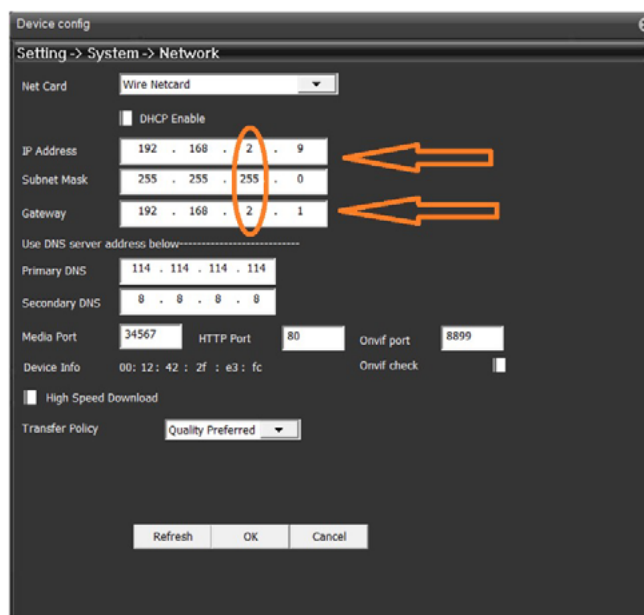 Device config
Setting -> System -> Network
Net Card Wire Netcard
DHCP Enable
IP Address 192 . 168 . 2 . 9
Subnet Mask 255 . 255 . 255 . 0
Gateway 192 . 168 . 2 . 1
Use DNS server address below----------------------------
Primary DNS 114 . 114 . 114 . 114
Secondary DNS 8 . 8 . 8 . 8
Media Port 34567 HTTP Port 80 Onvif port 8899
Device Info 00: 12: 42 : 2f : e3: fc Onvif check
High Speed Download
Transfer Policy Quality Preferred
Refresh OK Cancel